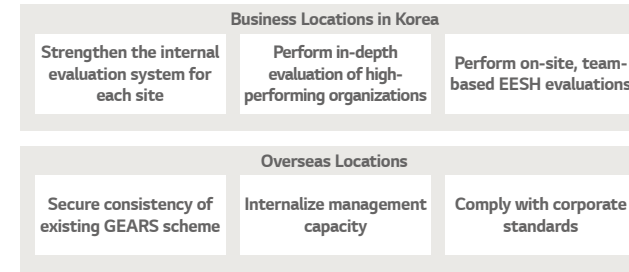 Business Locations in Korea
Strengthen the internal
evaluation system for
each site
Perform in-depth
evaluation of high-
performing organizations
Perform on-site, team-
based EESH evaluations
Overseas Locations
Secure consistency of
existing GEARS scheme
Internalize management
capacity
Comply with corporate
standards